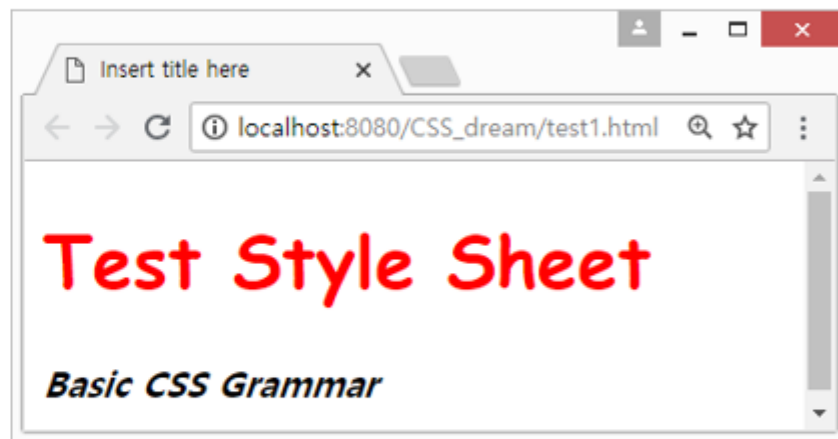 Insert title here
localhost:8080/CSS_dream/test1.html
Test Style Sheet
Basic CSS Grammar